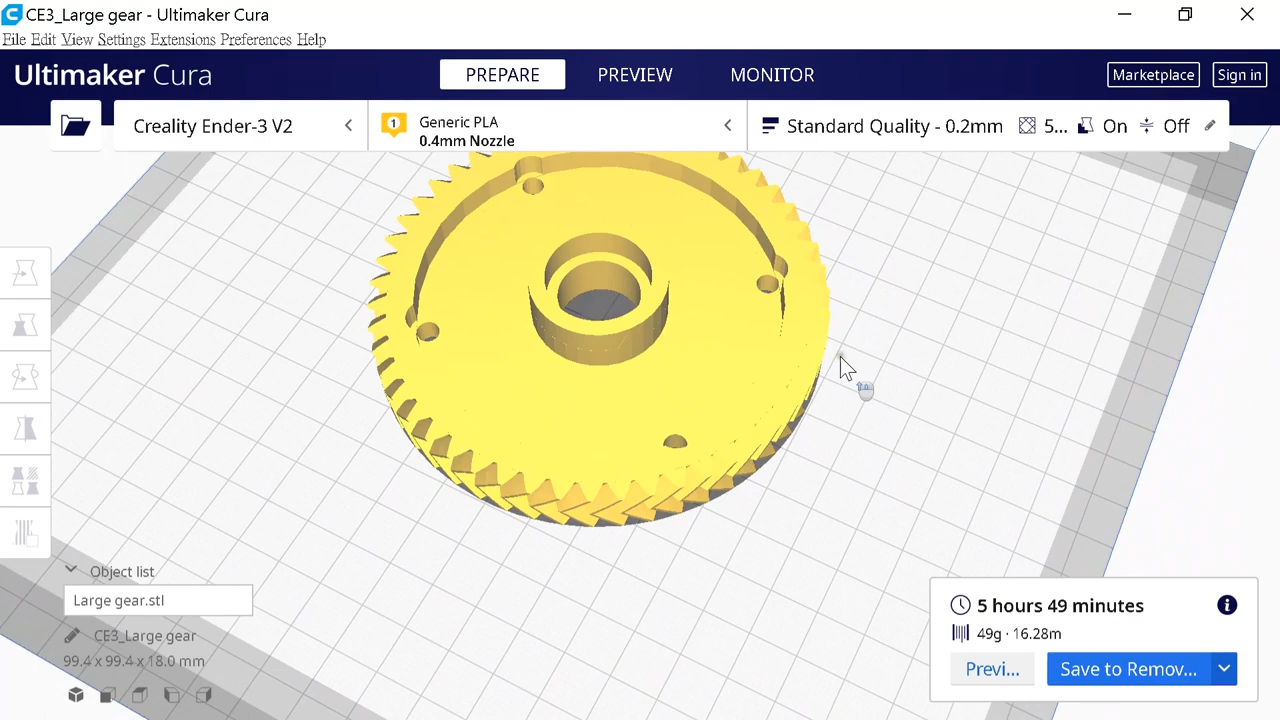 CE3_Large gear - Ultimaker Cura
File Edit View Settings Extensions Preferences Help
Ultimaker Cura
PREPARE
PREVIEW
MONITOR
Marketplace
Sign in
Creality Ender-3 V2
1
Generic PLA
0.4mm Nozzle
Standard Quality - 0.2mm
5...
On
Off
Object list
Large gear.stl
CE3_Large gear
99.4 x 99.4 x 18.0 mm
5 hours 49 minutes
49g · 16.28m
Previ...
Save to Remov...